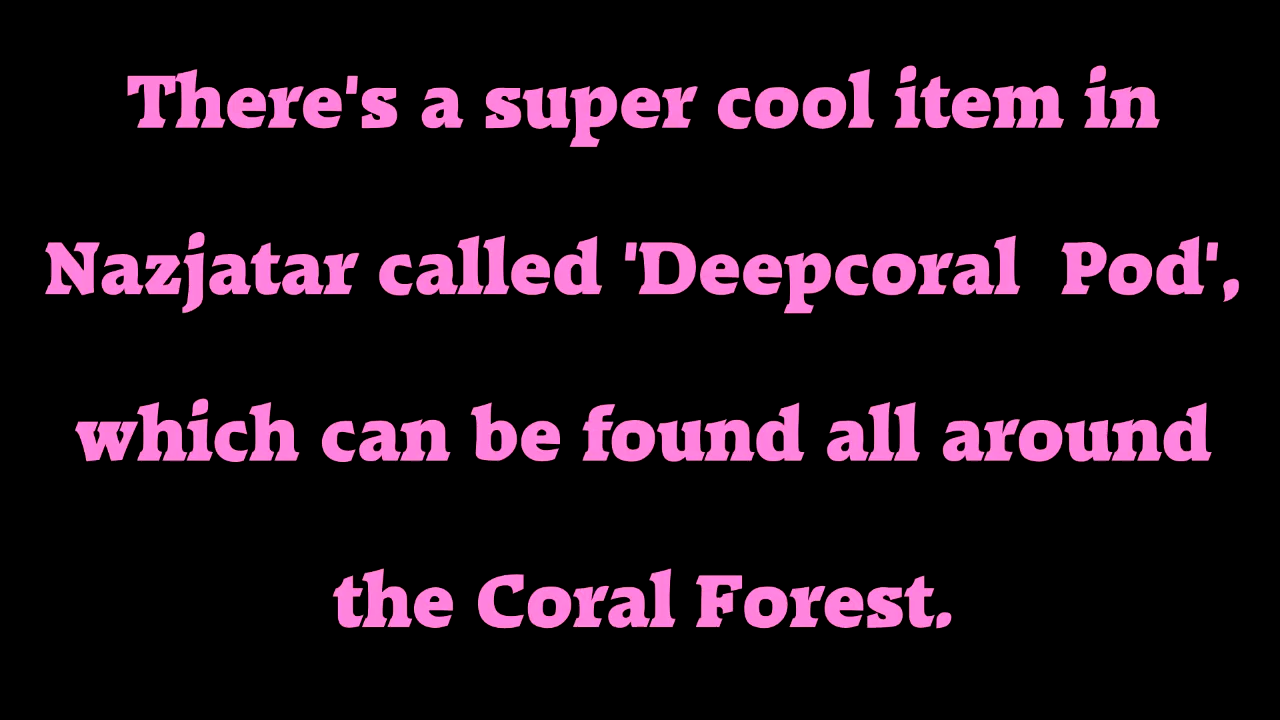 There's a super cool item in
Nazjatar called 'Deepcoral  Pod',
which can be found all around
the Coral Forest.